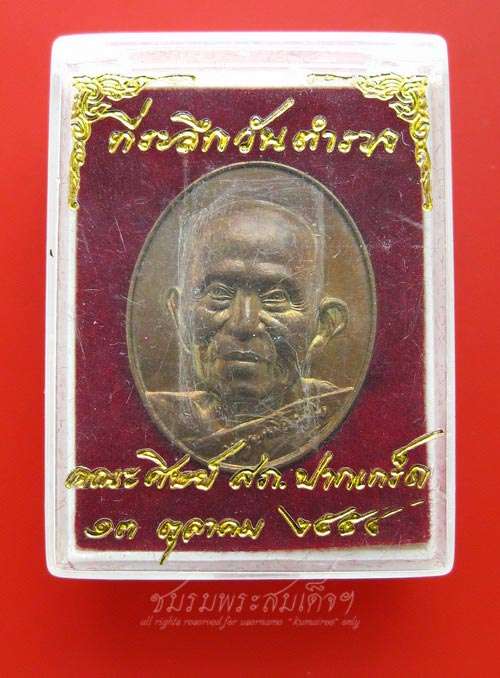 ที่ระลึกวันตำรวจ
คณะศิษย์ สภ. ปากเกร็ด
๑๓ ตุลาคม ๒๕๕๔
ชมรมพระสมเด็จฯ
all rights reserved for username "kumairee" only